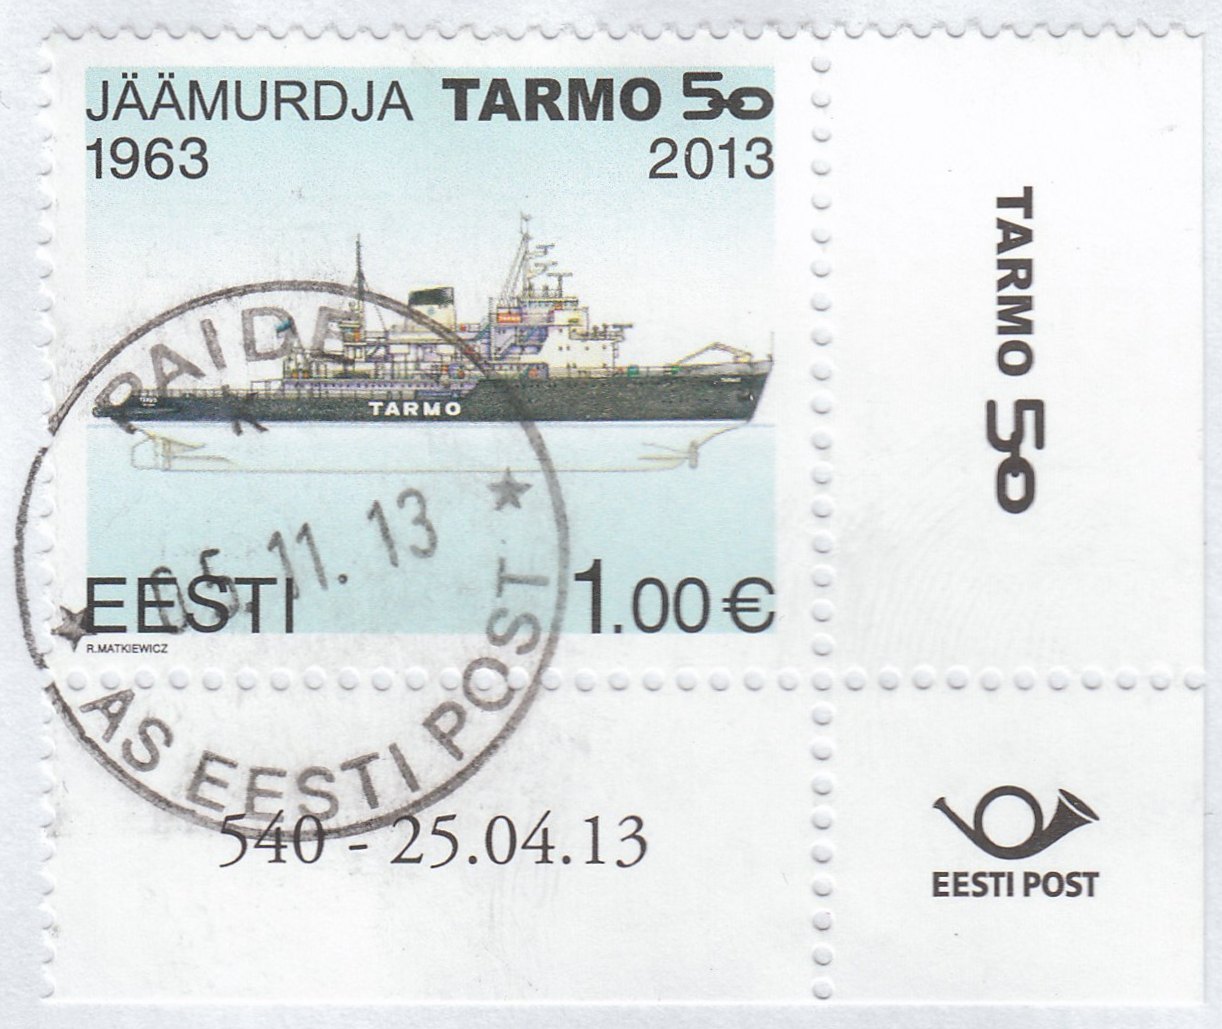 JÄÄMURDJA TARMO 50
1963 2013
TARMO
EESTI 1.00 €
R.MATKIEWICZ
PAIDE
K
05.11.13
AS EESTI POST
540 - 25.04.13
TARMO 50
EESTI POST